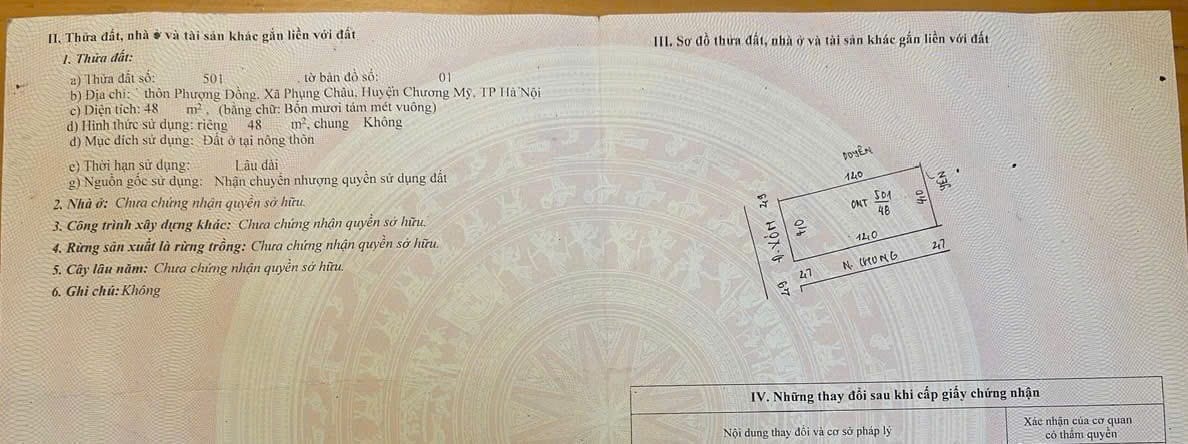 II. Thửa đất, nhà ở và tài sản khác gắn liền với đất
1. Thửa đất:
a) Thửa đất số: 501 , tờ bản đồ số: 01
b) Địa chỉ: thôn Phượng Đồng, Xã Phụng Châu, Huyện Chương Mỹ, TP Hà Nội
c) Diện tích: 48 m², (bằng chữ: Bốn mươi tám mét vuông)
d) Hình thức sử dụng: riêng 48 m², chung Không
đ) Mục đích sử dụng: Đất ở tại nông thôn
e) Thời hạn sử dụng: Lâu dài
g) Nguồn gốc sử dụng: Nhận chuyển nhượng quyền sử dụng đất
2. Nhà ở: Chưa chứng nhận quyền sở hữu.
3. Công trình xây dựng khác: Chưa chứng nhận quyền sở hữu.
4. Rừng sản xuất là rừng trồng: Chưa chứng nhận quyền sở hữu.
5. Cây lâu năm: Chưa chứng nhận quyền sở hữu.
6. Ghi chú: Không
III. Sơ đồ thửa đất, nhà ở và tài sản khác gắn liền với đất
DOYÊN
12,0
YÊN
2,9
4,0
ONT 501/48
4,0
Đ. XÓM
12,0
N. CHUNG
2,7
2,7
2,9
IV. Những thay đổi sau khi cấp giấy chứng nhận
Nội dung thay đổi và cơ sở pháp lý
Xác nhận của cơ quan
có thẩm quyền